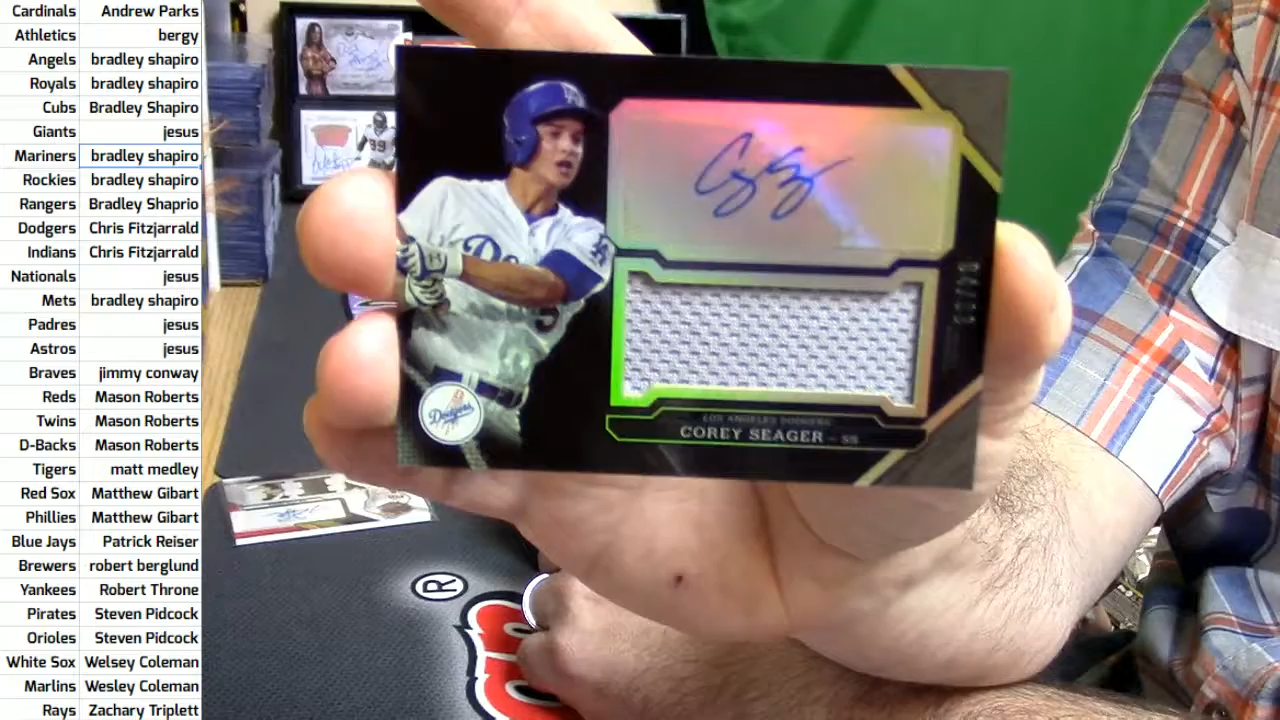 Cardinals Andrew Parks
Athletics bergy
Angels bradley shapiro
Royals bradley shapiro
Cubs Bradley Shapiro
Giants jesus
Mariners bradley shapiro
Rockies bradley shapiro
Rangers Bradley Shaprio
Dodgers Chris Fitzjarrald
Indians Chris Fitzjarrald
Nationals jesus
Mets bradley shapiro
Padres jesus
Astros jesus
Braves jimmy conway
Reds Mason Roberts
Twins Mason Roberts
D-Backs Mason Roberts
Tigers matt medley
Red Sox Matthew Gibart
Phillies Matthew Gibart
Blue Jays Patrick Reiser
Brewers robert berglund
Yankees Robert Throne
Pirates Steven Pidcock
Orioles Steven Pidcock
White Sox Welsey Coleman
Marlins Wesley Coleman
Rays Zachary Triplett
LA
Dodgers
LOS ANGELES DODGERS
COREY SEAGER - SS
99
®